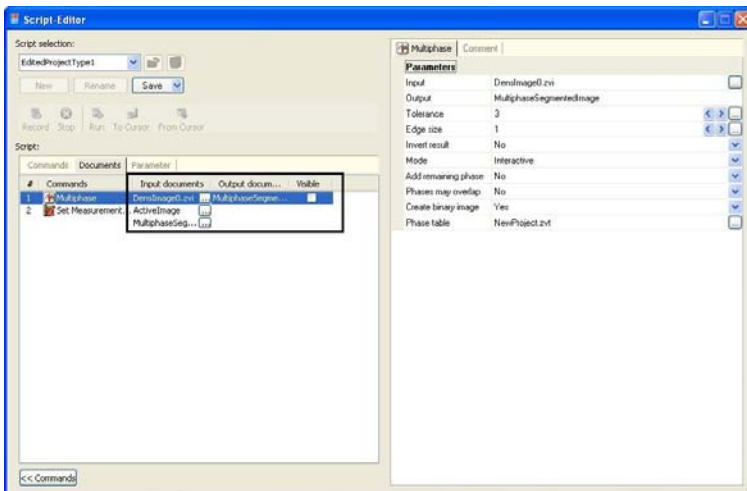 Script-Editor
Script selection:
EditedProjectType1
New Rename Save
Record Stop Run To Cursor From Cursor
Script:
Commands Documents Parameter
# Commands Input documents Output docum... Visible
1 Multiphase DensImage0.zvi ... MultiphaseSegme...
2 Set Measurement... ActiveImage ...
MultiphaseSeg... ...
<< Commands
Multiphase Comment
Parameters
Input DensImage0.zvi ...
Output MultiphaseSegmentedImage
Tolerance 3 < > ...
Edge size 1 < > ...
Invert result No
Mode Interactive
Add remaining phase No
Phases may overlap No
Create binary image Yes
Phase table NewProject.zvt ...